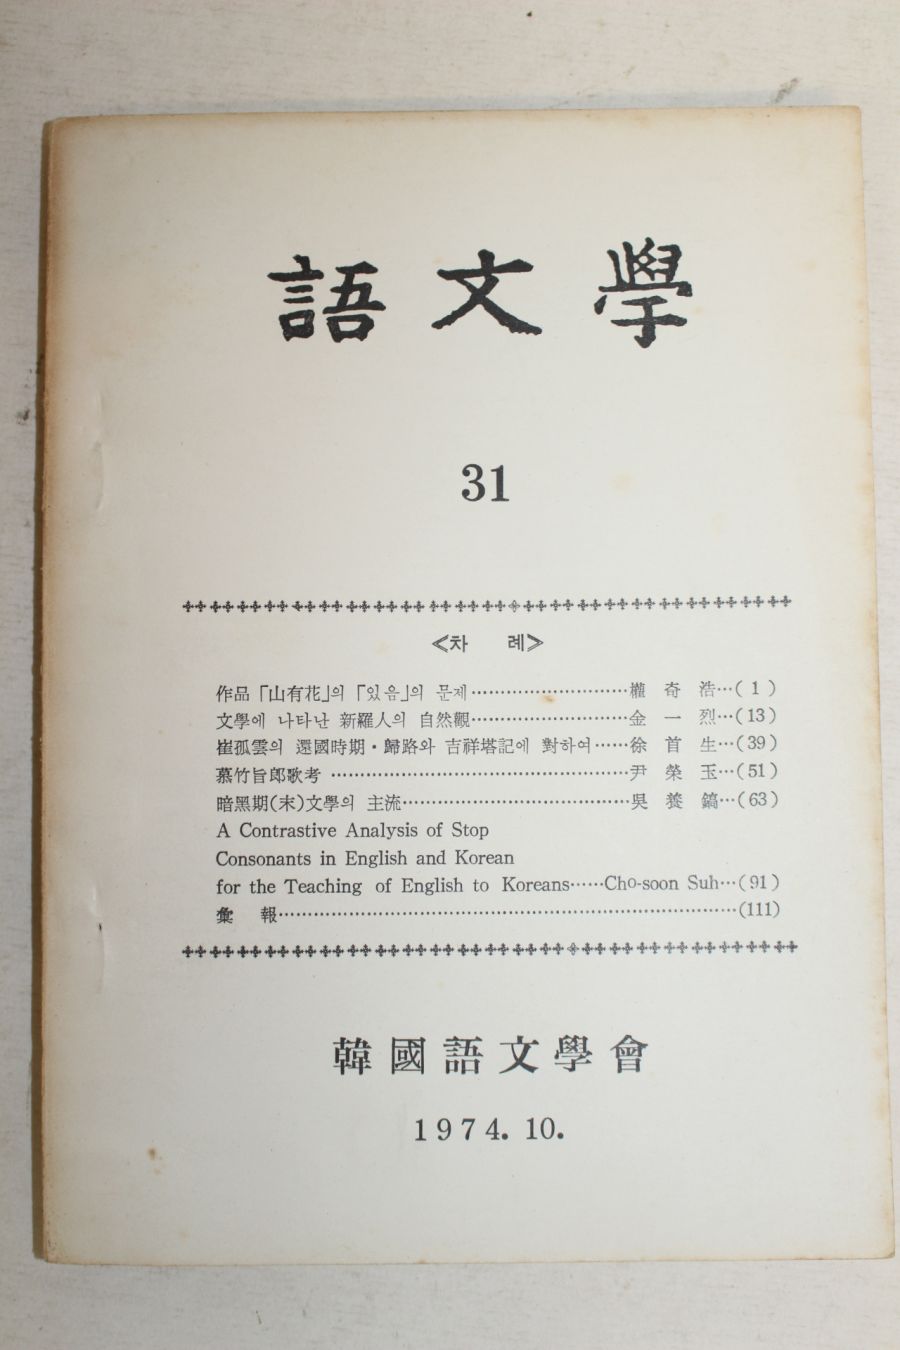 語文學
31
≪차 례≫
作品「山有花」의「있음」의 문제…………………………權奇浩…( 1 )
文學에 나타난 新羅人의 自然觀…………………………金一烈…(13)
崔孤雲의 還國時期・歸路와 吉祥塔記에 對하여……徐首生…(39)
慕竹旨郎歌考…………………………………………………尹榮玉…(51)
暗黑期(末)文學의 主流……………………………………吳養鎬…(63)
A Contrastive Analysis of Stop
Consonants in English and Korean
for the Teaching of English to Koreans……Cho-soon Suh…(91)
彙報……………………………………………………………………(111)
韓國語文學會
1974. 10.